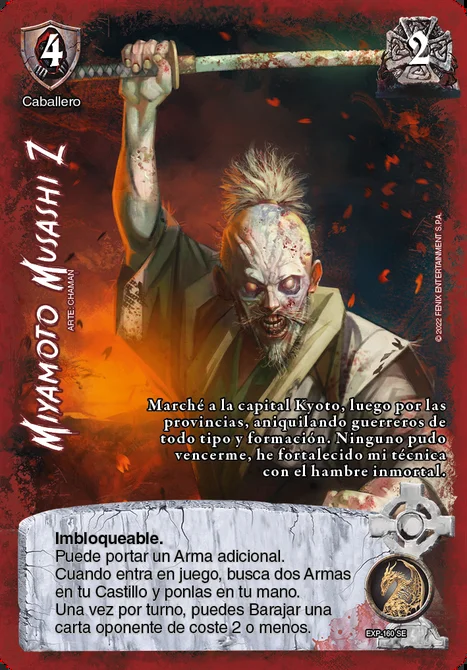 4
2
Caballero
MIYAMOTO MUSASHI Z
ARTE: CHAMAN
© 2022 FENIX ENTERTAINMENT S.P.A.
Marché a la capital Kyoto, luego por las
provincias, aniquilando guerreros de
todo tipo y formación. Ninguno pudo
vencerme, he fortalecido mi técnica
con el hambre inmortal.
Imbloqueable.
Puede portar un Arma adicional.
Cuando entra en juego, busca dos Armas
en tu Castillo y ponlas en tu mano.
Una vez por turno, puedes Barajar una
carta oponente de coste 2 o menos.
EXP-160 SE